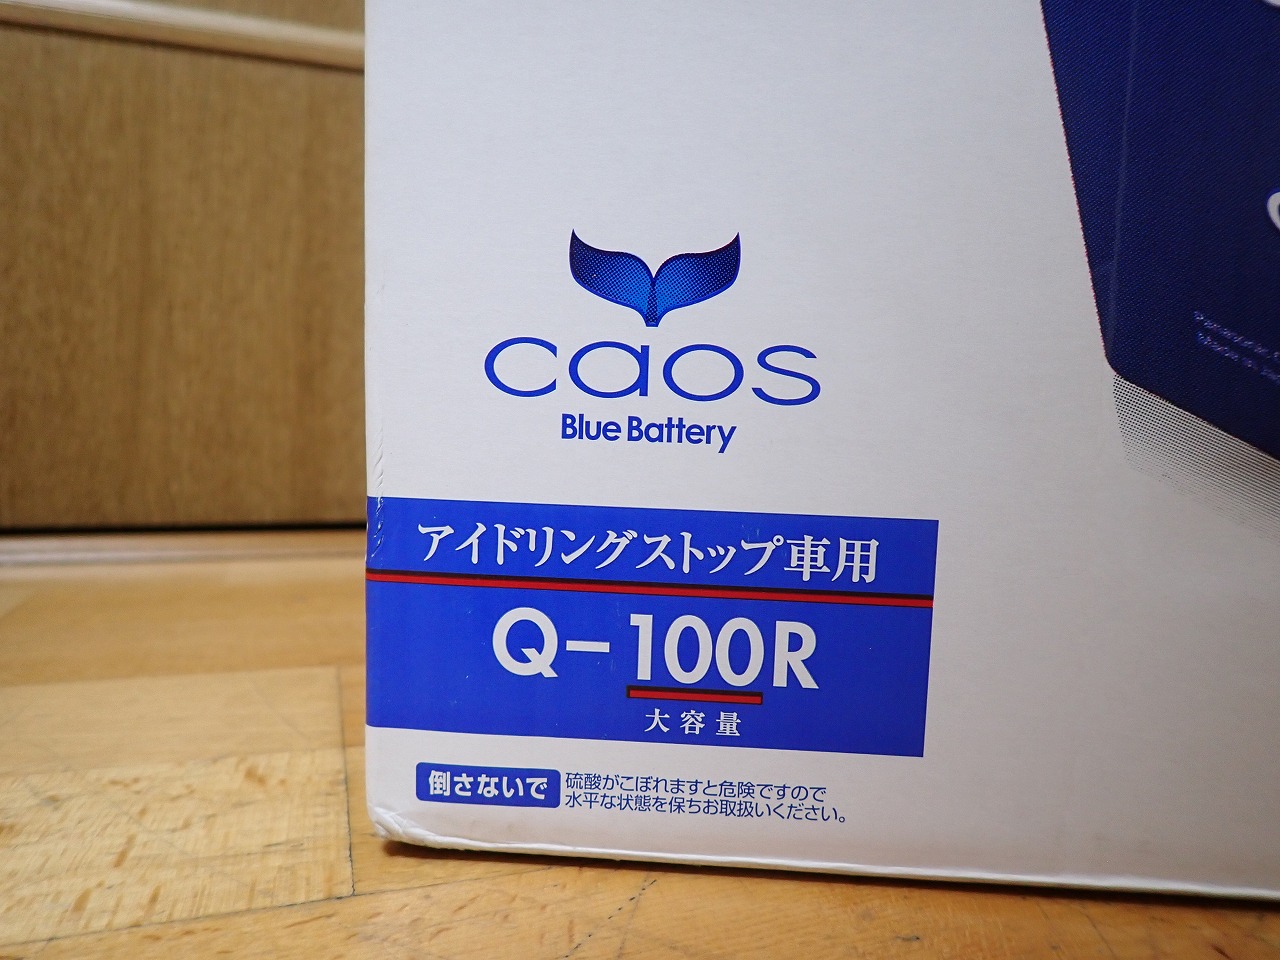 caos
Blue Battery
アイドリングストップ車用
Q-100R
大容量
倒さないで
硫酸がこぼれますと危険ですので
水平な状態を保ちお取扱いください。